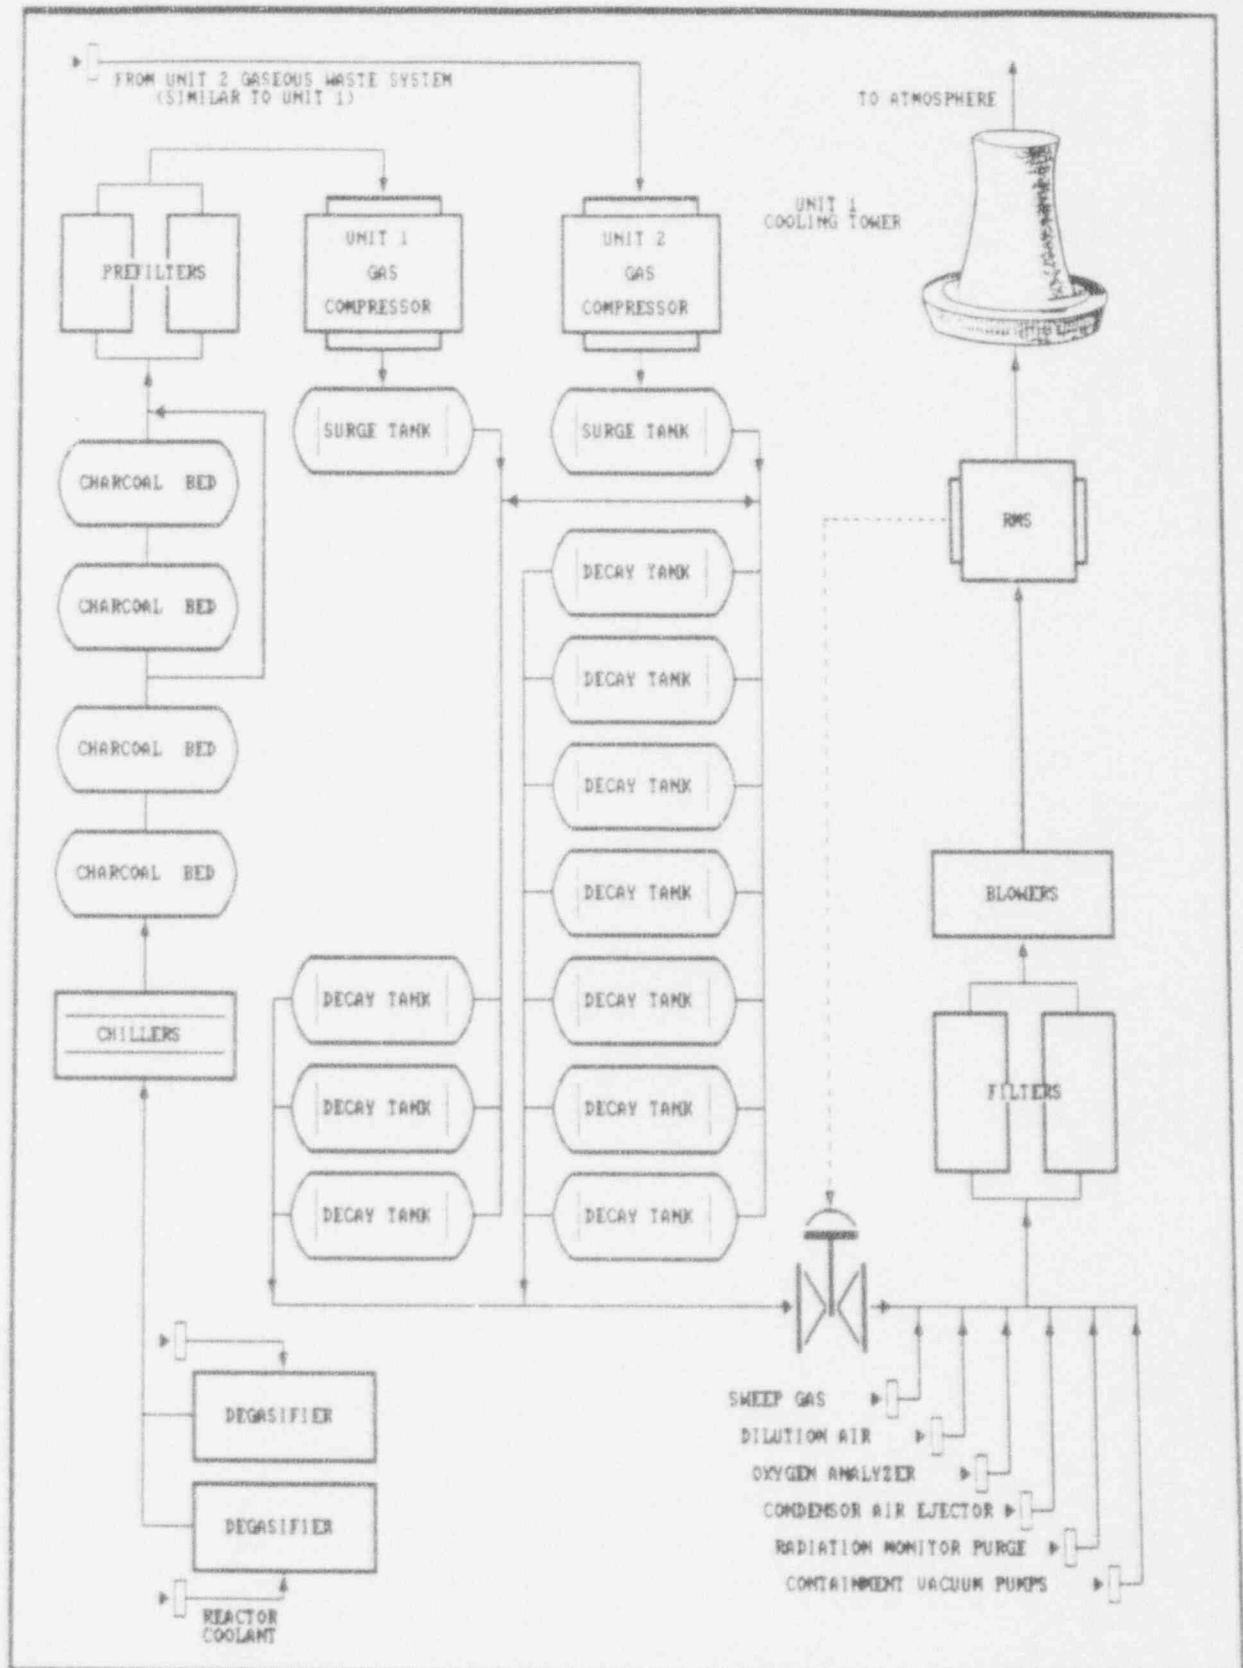 FROM UNIT 2 GASEOUS WASTE SYSTEM
(SIMILAR TO UNIT 1)
TO ATMOSPHERE
UNIT 1
COOLING TOWER
PREFILTERS
UNIT 1
GAS
COMPRESSOR
UNIT 2
GAS
COMPRESSOR
SURGE TANK
SURGE TANK
CHARCOAL BED
CHARCOAL BED
CHARCOAL BED
CHARCOAL BED
CHILLERS
RMS
DECAY TANK
DECAY TANK
DECAY TANK
DECAY TANK
DECAY TANK
DECAY TANK
DECAY TANK
DECAY TANK
DECAY TANK
DECAY TANK
BLOWERS
FILTERS
DEGASIFIER
DEGASIFIER
REACTOR
COOLANT
SWEEP GAS
DILUTION AIR
OXYGEN ANALYZER
CONDENSOR AIR EJECTOR
RADIATION MONITOR PURGE
CONTAINMENT VACUUM PUMPS